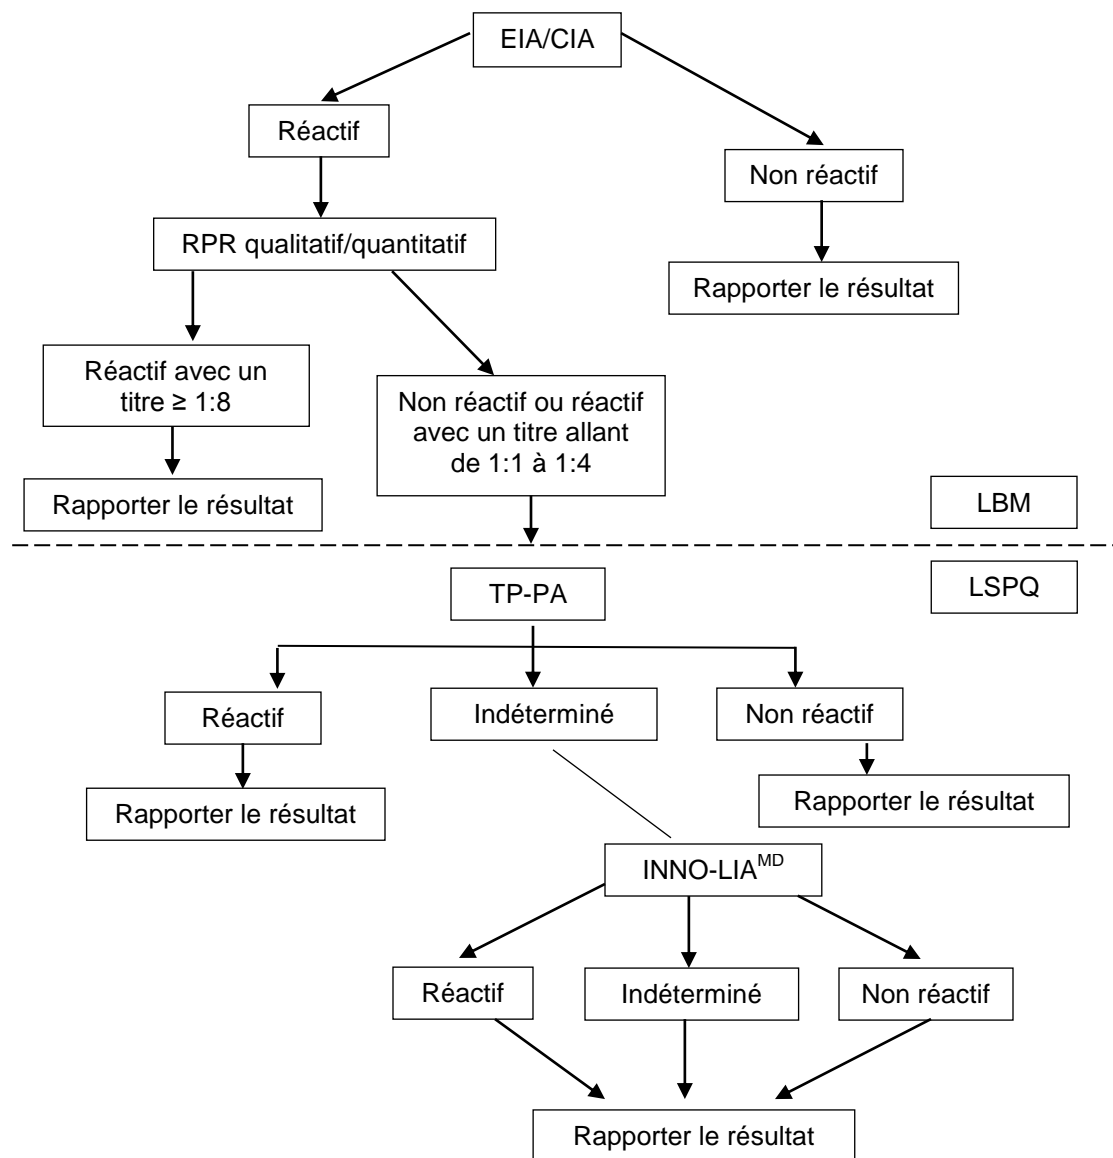 EIA/CIA
Réactif
Non réactif
RPR qualitatif/quantitatif
Rapporter le résultat
Réactif avec un
titre ≥ 1:8
Non réactif ou réactif
avec un titre allant
de 1:1 à 1:4
Rapporter le résultat
LBM
LSPQ
TP-PA
Réactif
Indéterminé
Non réactif
Rapporter le résultat
Rapporter le résultat
INNO-LIAMD
Réactif
Indéterminé
Non réactif
Rapporter le résultat